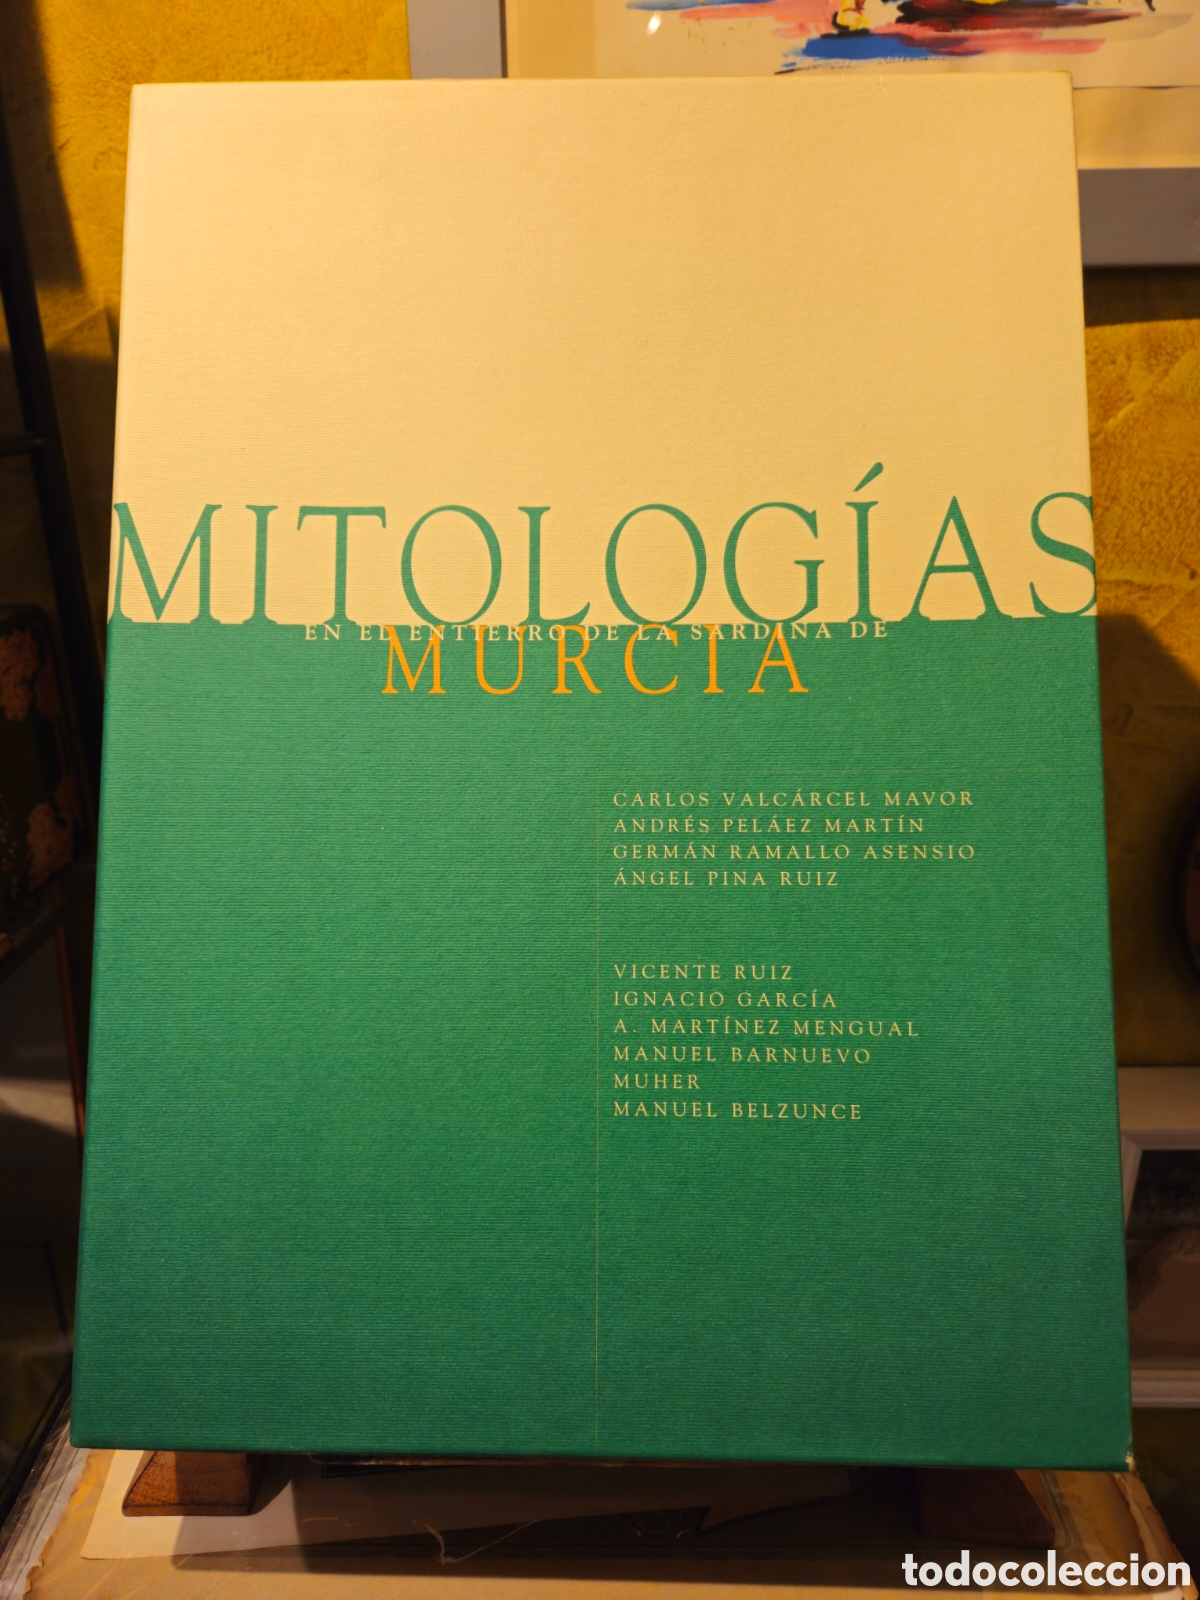 MITOLOGÍAS
EN EL ENTIERRO DE LA SARDINA DE
MURCIA
CARLOS VALCÁRCEL MAVOR
ANDRÉS PELÁEZ MARTÍN
GERMÁN RAMALLO ASENSIO
ÁNGEL PINA RUIZ
VICENTE RUIZ
IGNACIO GARCÍA
A. MARTÍNEZ MENGUAL
MANUEL BARNUEVO
MUHER
MANUEL BELZUNCE
todocoleccion